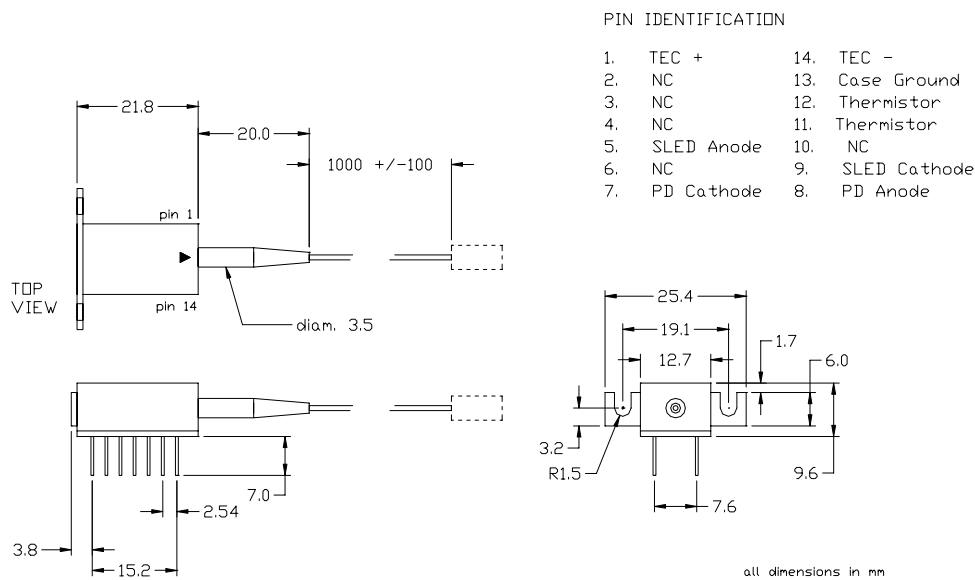 PIN IDENTIFICATION
1. TEC + 14. TEC -
2. NC 13. Case Ground
3. NC 12. Thermistor
4. NC 11. Thermistor
5. SLED Anode 10. NC
6. NC 9. SLED Cathode
7. PD Cathode 8. PD Anode
21.8
20.0
1000 +/-100
pin 1
TOP
VIEW
pin 14
diam. 3.5
25.4
19.1
1.7
12.7
6.0
3.2
R1.5
9.6
7.6
7.0
2.54
3.8
15.2
all dimensions in mm